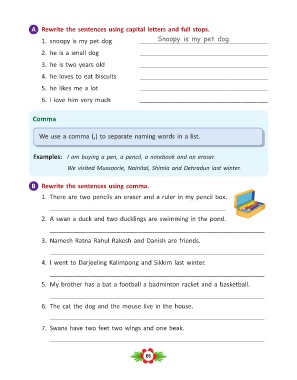 A Rewrite the sentences using capital letters and full stops.
1. snoopy is my pet dog Snoopy is my pet dog.
2. he is a small dog
3. he is two years old
4. he loves to eat biscuits
5. he likes me a lot
6. i love him very much
Comma
We use a comma (,) to separate naming words in a list.
Examples: I am buying a pen, a pencil, a notebook and an eraser.
We visited Mussoorie, Nainital, Shimla and Dehradun last winter.
B Rewrite the sentences using comma.
1. There are two pencils an eraser and a ruler in my pencil box.
2. A swan a duck and two ducklings are swimming in the pond.
3. Namesh Ratna Rahul Rakesh and Danish are friends.
4. I went to Darjeeling Kalimpong and Sikkim last winter.
5. My brother has a bat a football a badminton racket and a basketball.
6. The cat the dog and the mouse live in the house.
7. Swans have two feet two wings and one beak.
66